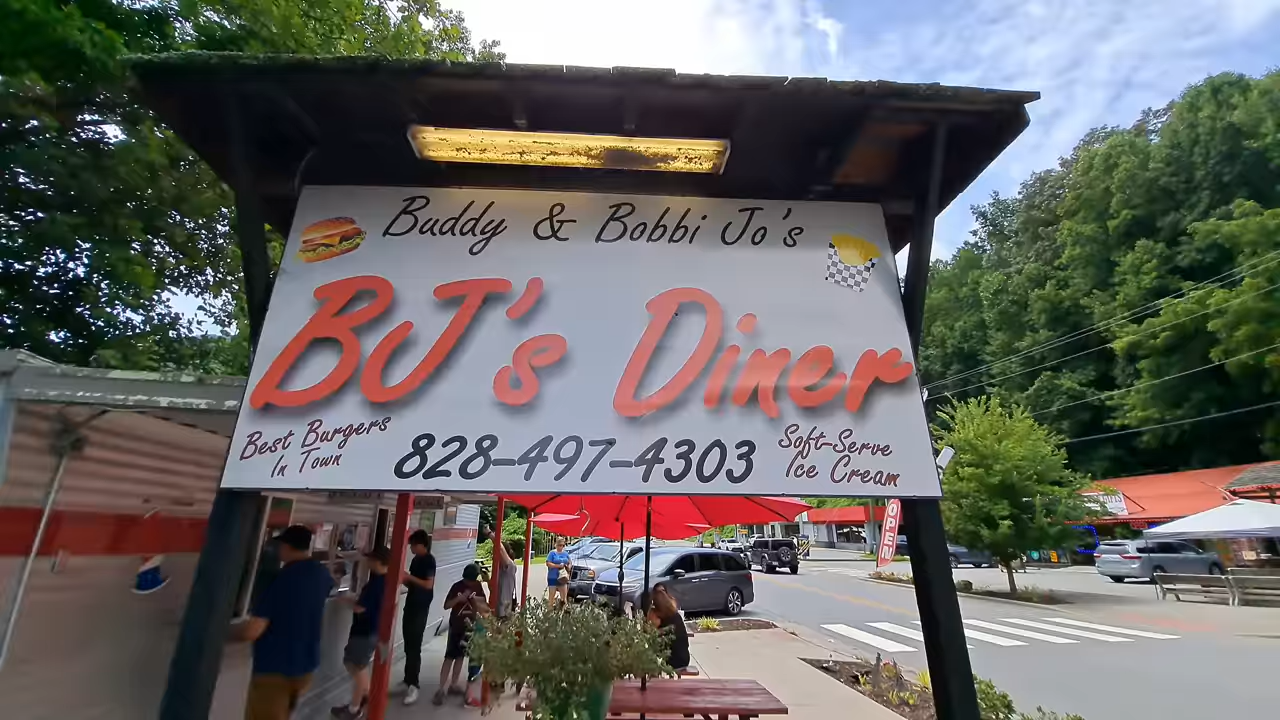 Buddy & Bobbi Jo's
BJ's Diner
Best Burgers
In Town
828-497-4303
Soft-Serve
Ice Cream
OPEN